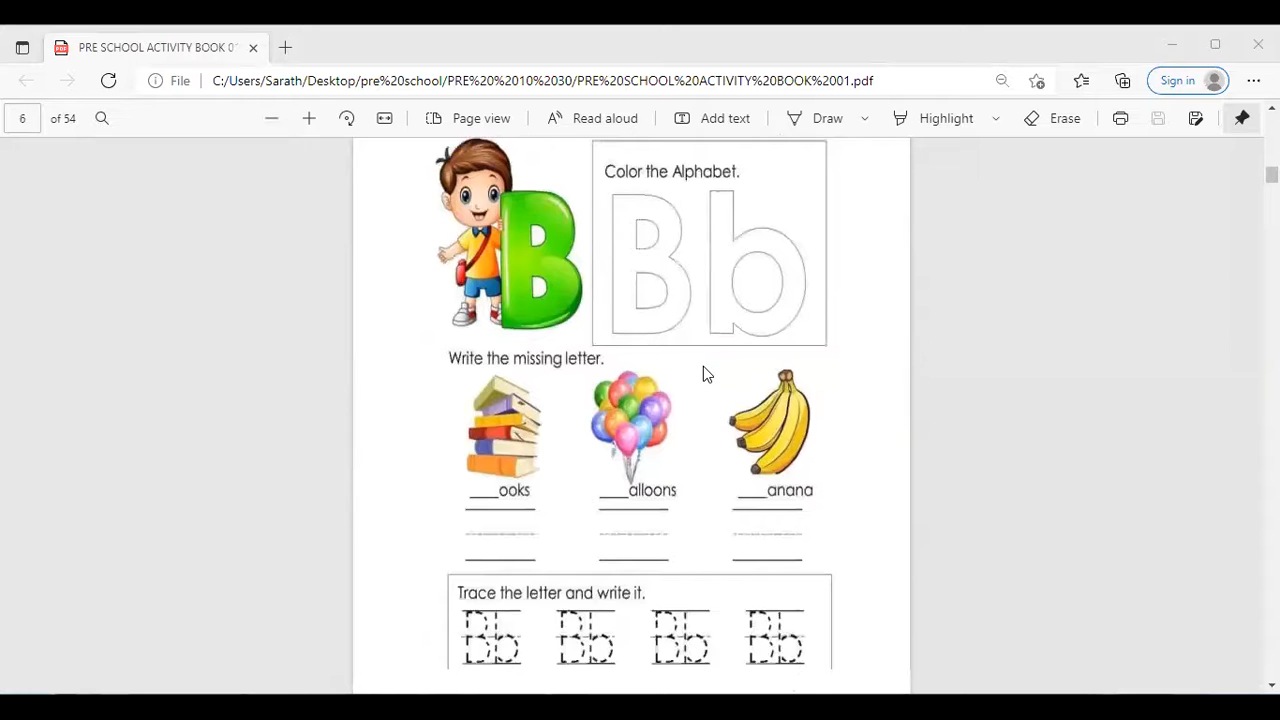 PRE SCHOOL ACTIVITY BOOK 01
File C:/Users/Sarath/Desktop/pre%20school/PRE%20%2010%2030/PRE%20SCHOOL%20ACTIVITY%20BOOK%2001.pdf Sign in
6 of 54 Page view Read aloud Add text Draw Highlight Erase
B
Color the Alphabet.
Bb
Write the missing letter.
____ooks ____alloons ____anana
Trace the letter and write it.
Bb Bb Bb Bb